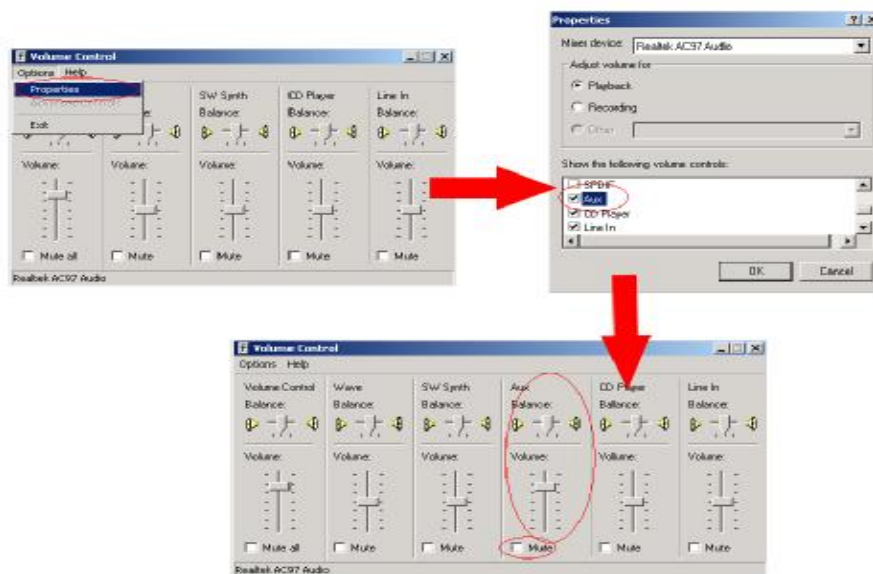 Volume Control
Options Help
Properties
Exit
SW Synth
CD Player
Line In
Balance:
Balance:
Balance:
Volume:
Volume:
Volume:
Volume:
Volume:
Mute all
Mute
Mute
Mute
Mute
Realtek AC97 Audio
Properties
Mixer device: Realtek AC97 Audio
Adjust volume for
Playback
Recording
Other
Show the following volume controls:
SPDIF
Aux
CD Player
Line In
OK Cancel
Volume Control
Options Help
Volume Control Wave SW Synth Aux CD Player Line In
Balance: Balance: Balance: Balance: Balance: Balance:
Volume: Volume: Volume: Volume: Volume: Volume:
Mute all Mute Mute Mute Mute Mute
Realtek AC97 Audio